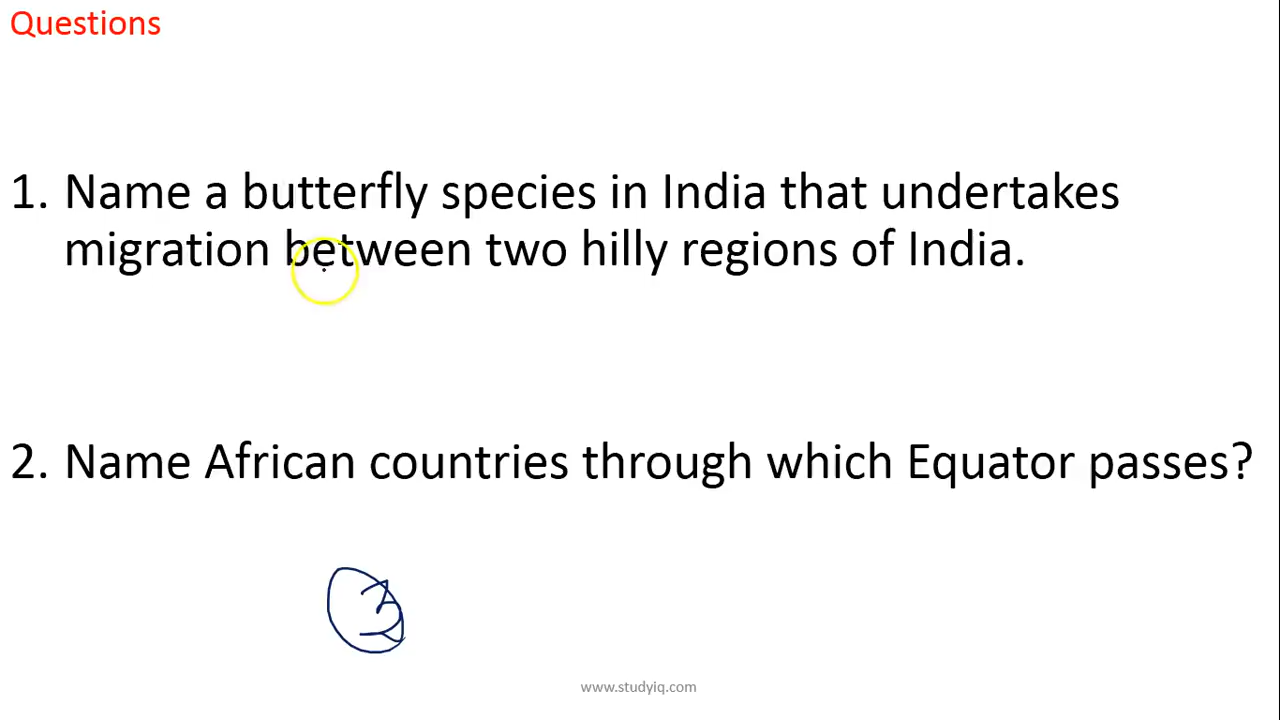 Questions
1. Name a butterfly species in India that undertakes
migration between two hilly regions of India.
2. Name African countries through which Equator passes?
3
www.studyiq.com